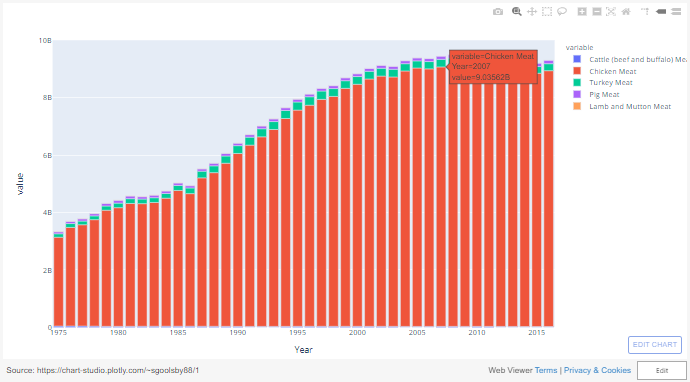 10B
8B
6B
4B
2B
0
value
1975
1980
1985
1990
1995
2000
2005
2010
2015
Year
variable=Chicken Meat
Year=2007
value=9.03562B
variable
Cattle (beef and buffalo) Mea
Chicken Meat
Turkey Meat
Pig Meat
Lamb and Mutton Meat
EDIT CHART
Source: https://chart-studio.plotly.com/~sgoolsby88/1
Web Viewer Terms | Privacy & Cookies
Edit